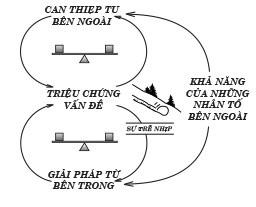 CAN THIỆP TỪ
BÊN NGOÀI
TRIỆU CHỨNG
VẤN ĐỀ
KHẢ NĂNG
CỦA NHỮNG
NHÂN TỐ
BÊN NGOÀI
SỰ TRỄ NHỊP
GIẢI PHÁP TỪ
BÊN TRONG